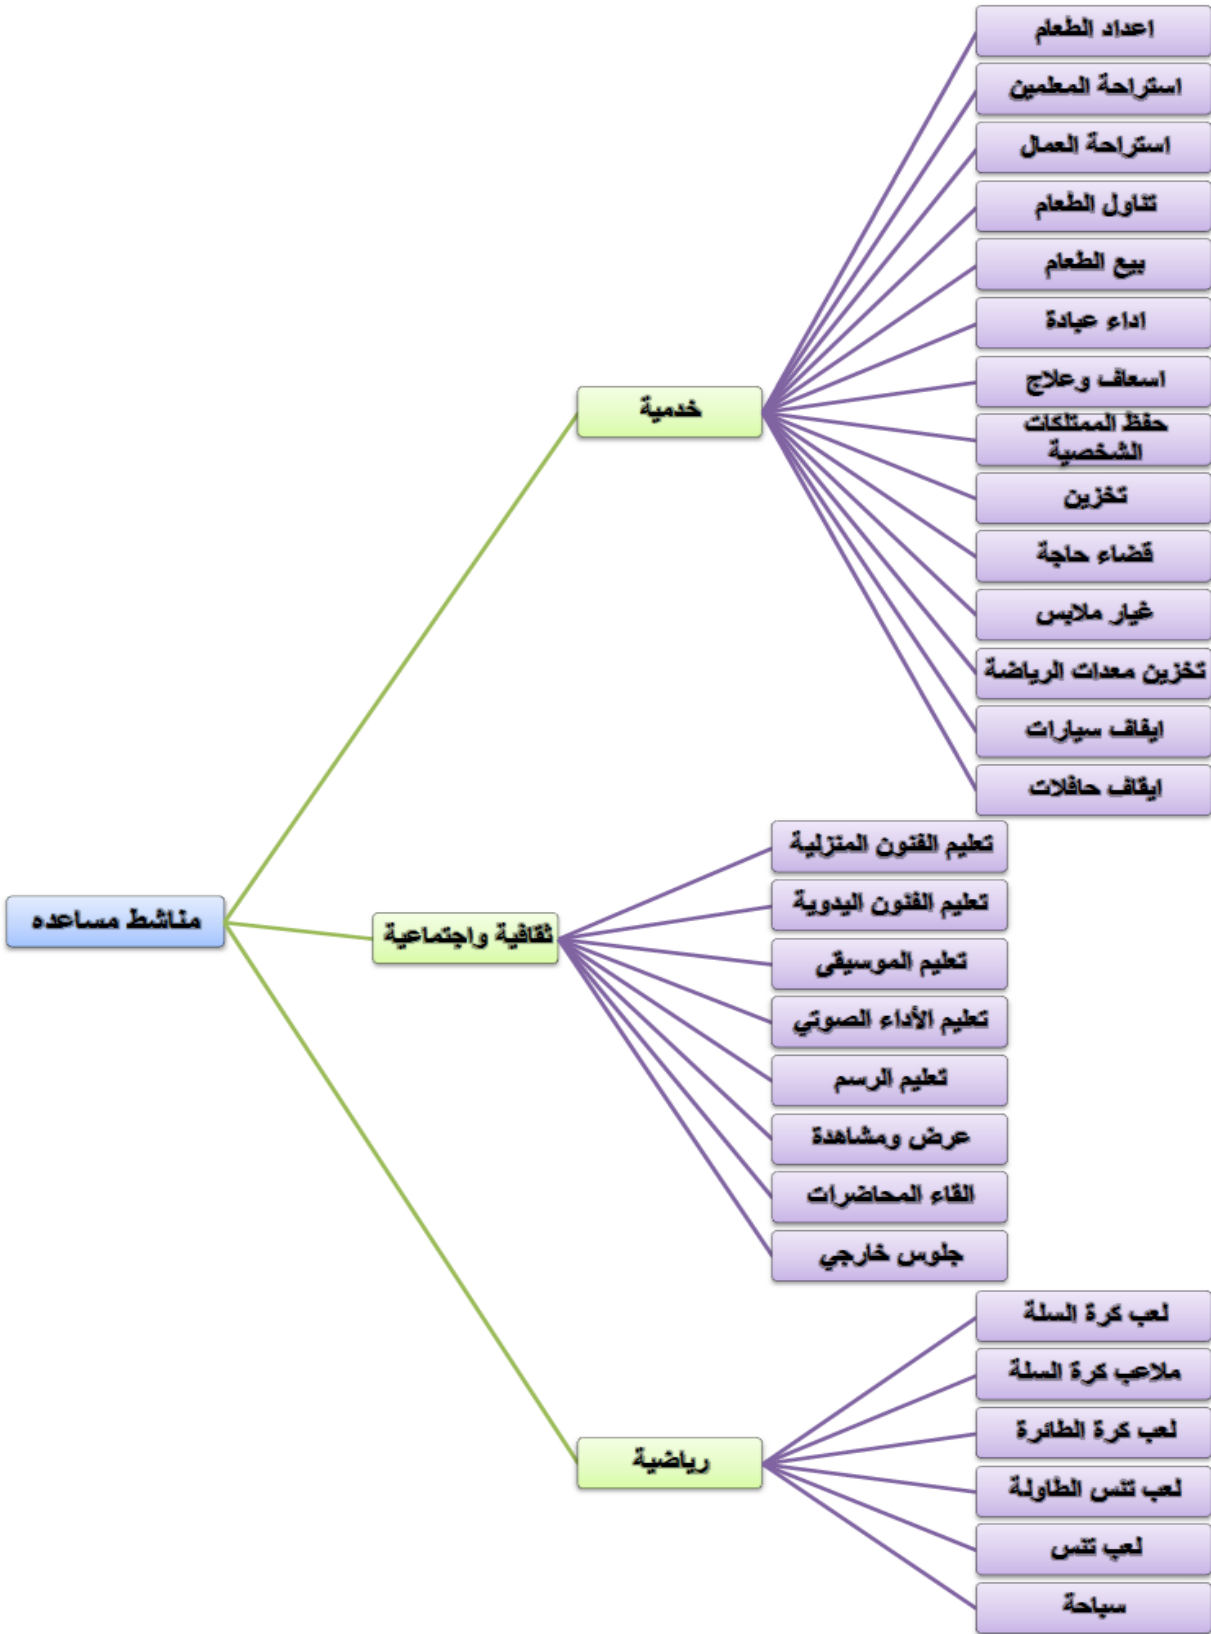 اعداد الطعام
استراحة المعلمين
استراحة العمال
تناول الطعام
بيع الطعام
اداء عبادة
اسعاف وعلاج
حفظ الممتلكات
الشخصية
تخزين
قضاء حاجة
غيار ملابس
تخزين معدات الرياضة
ايقاف سيارات
ايقاف حافلات
خدمية
تعليم الفنون المنزلية
تعليم الفنون اليدوية
تعليم الموسيقى
تعليم الأداء الصوتي
تعليم الرسم
عرض ومشاهدة
القاء المحاضرات
جلوس خارجي
ثقافية واجتماعية
مناشط مساعده
لعب كرة السلة
ملاعب كرة السلة
لعب كرة الطائرة
لعب تنس الطاولة
لعب تنس
سباحة
رياضية